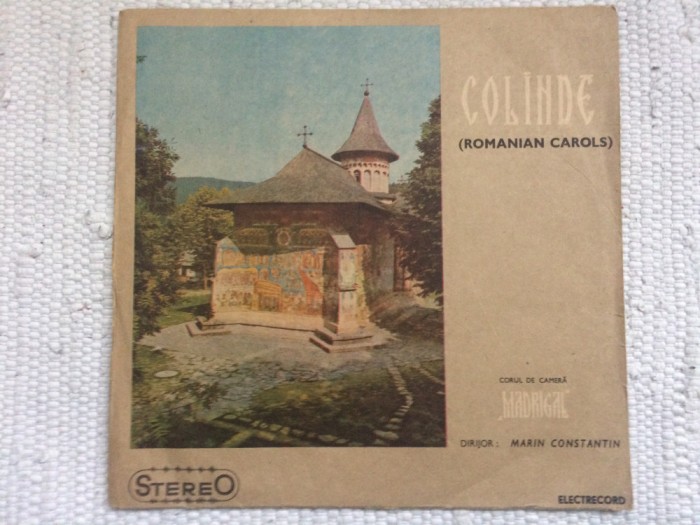 COLINDE
(ROMANIAN CAROLS)
CORUL DE CAMERĂ
„MADRIGAL”
DIRIJOR: MARIN CONSTANTIN
STEREO
ELECTRECORD